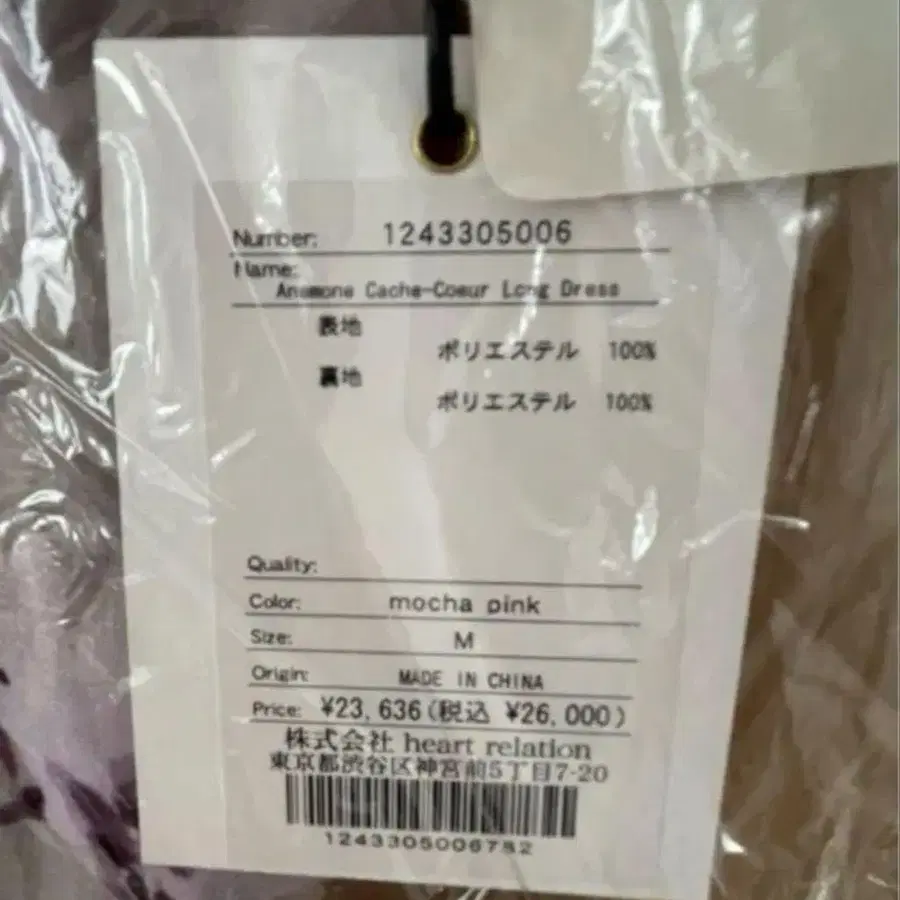 Number: 1243305006
Name:
Anemone Cache-Coeur Long Dress
表地
ポリエステル 100%
裏地
ポリエステル 100%
Quality:
Color: mocha pink
Size: M
Origin: MADE IN CHINA
Price: ¥23,636(税込 ¥26,000)
株式会社 heart relation
東京都渋谷区神宮前5丁目7-20
1243305006782